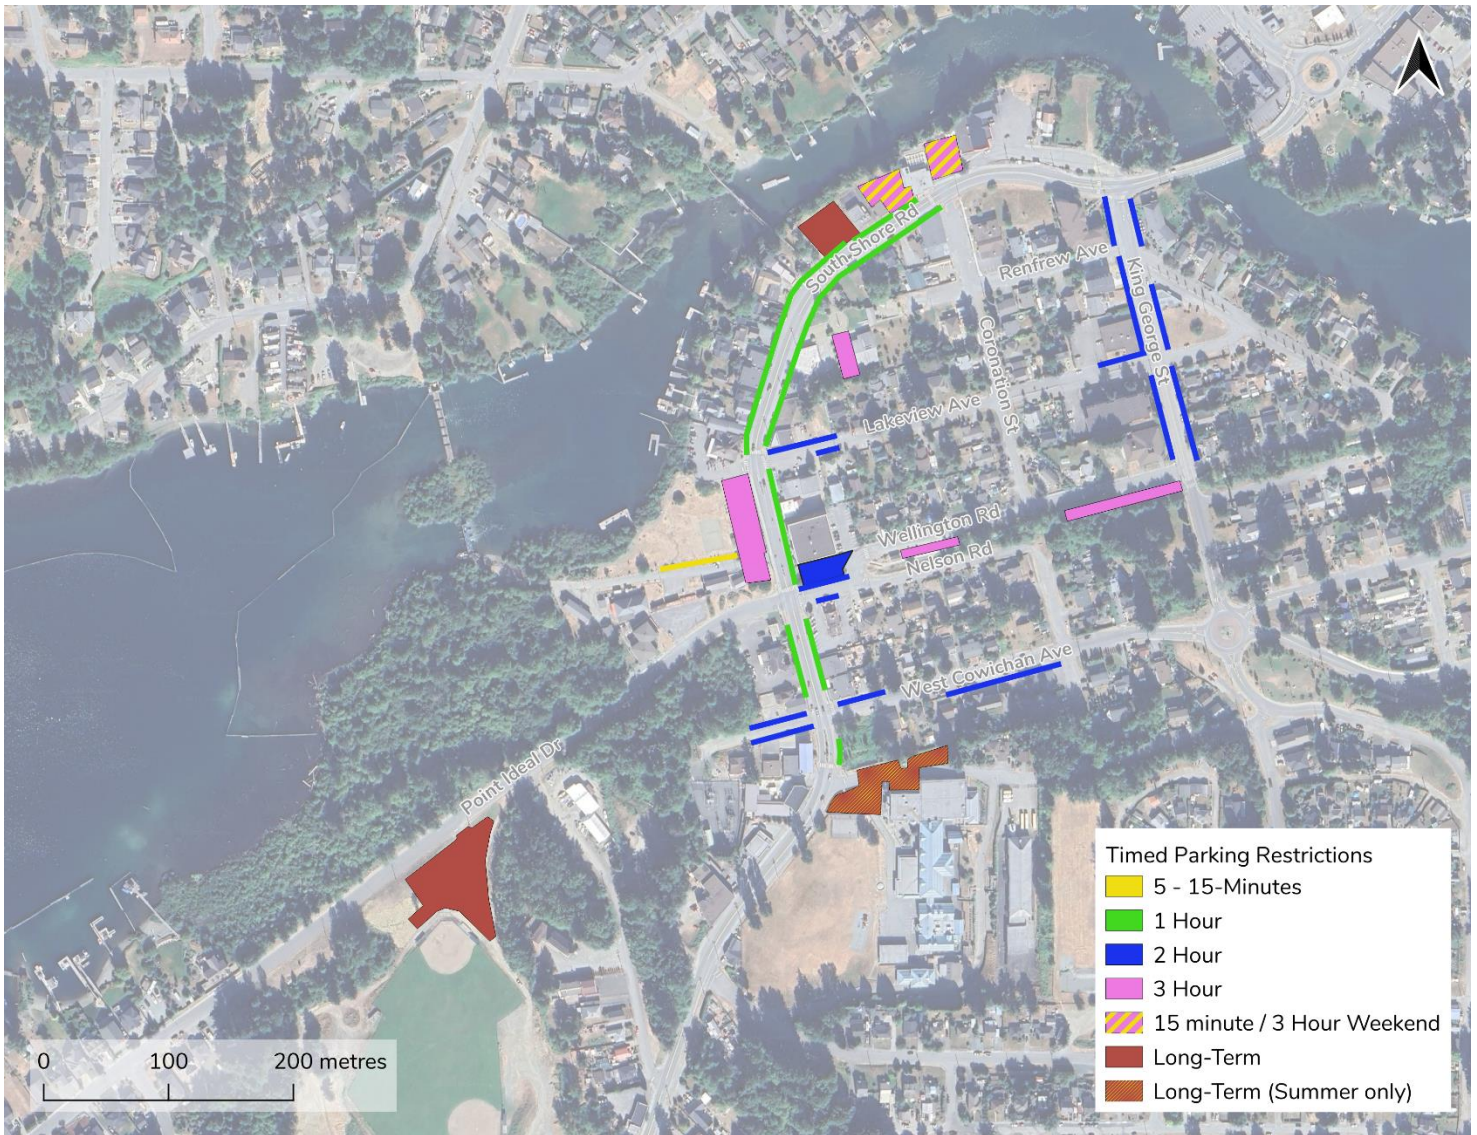 South Shore Rd
Renfrew Ave
King George St
Coronation St
Lakeview Ave
Wellington Rd
Nelson Rd
West Cowichan Ave
Point Ideal Dr
Timed Parking Restrictions
5 - 15-Minutes
1 Hour
2 Hour
3 Hour
15 minute / 3 Hour Weekend
Long-Term
Long-Term (Summer only)
0 100 200 metres